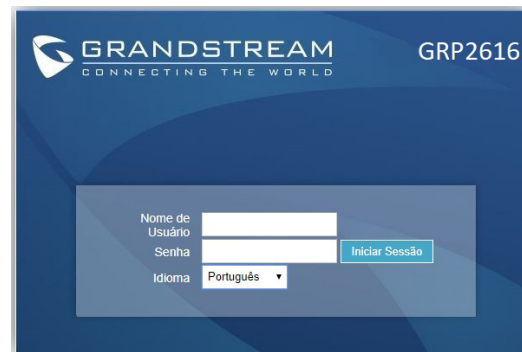 GRANDSTREAM
CONNECTING THE WORLD
GRP2616
Nome de
Usuário
Senha
Iniciar Sessão
Idioma
Português